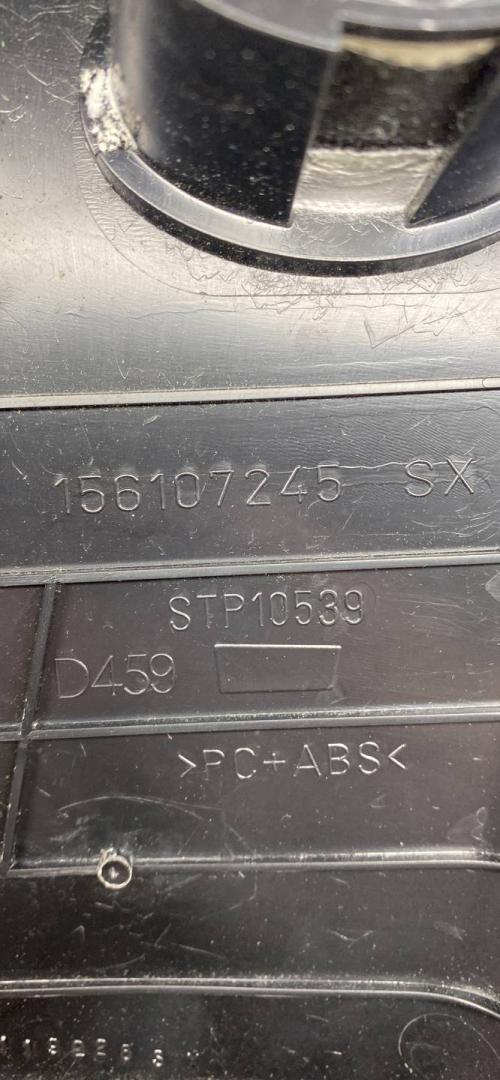 156107245 SX
STP10539
D459
>PC+ABS<